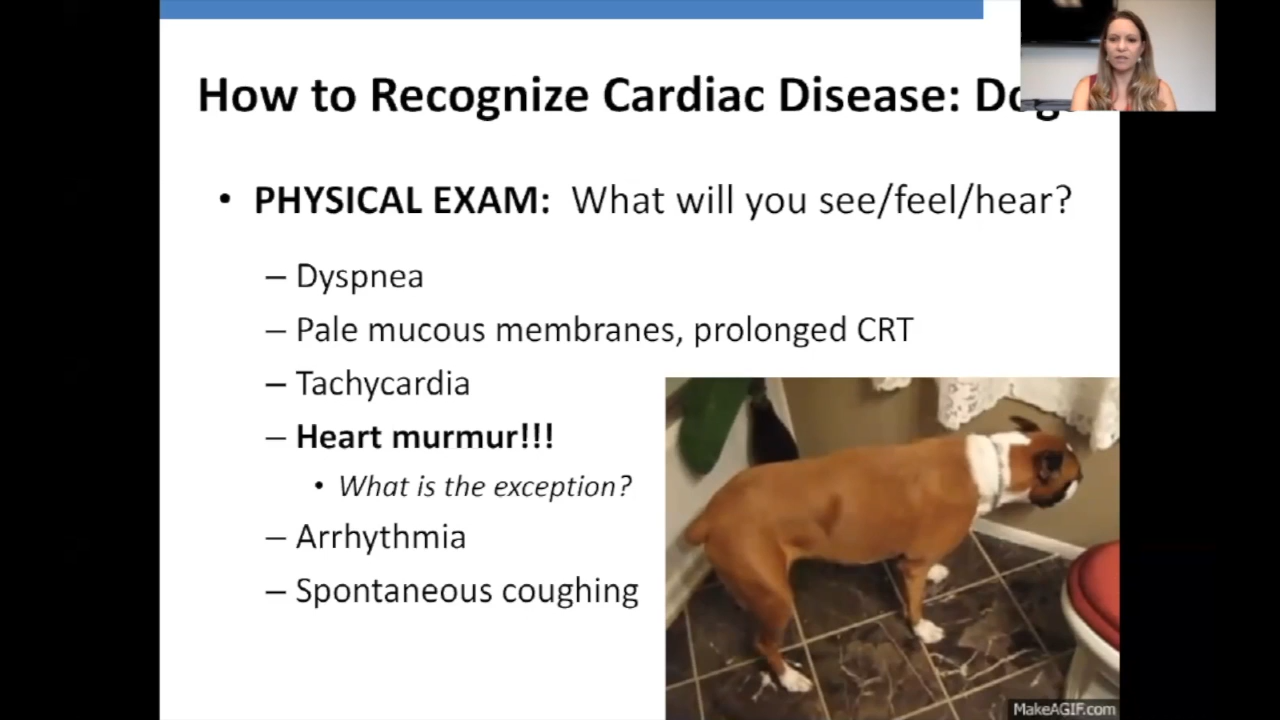 How to Recognize Cardiac Disease:
• PHYSICAL EXAM: What will you see/feel/hear?
– Dyspnea
– Pale mucous membranes, prolonged CRT
– Tachycardia
– Heart murmur!!!
• What is the exception?
– Arrhythmia
– Spontaneous coughing
MakeAGIF.com